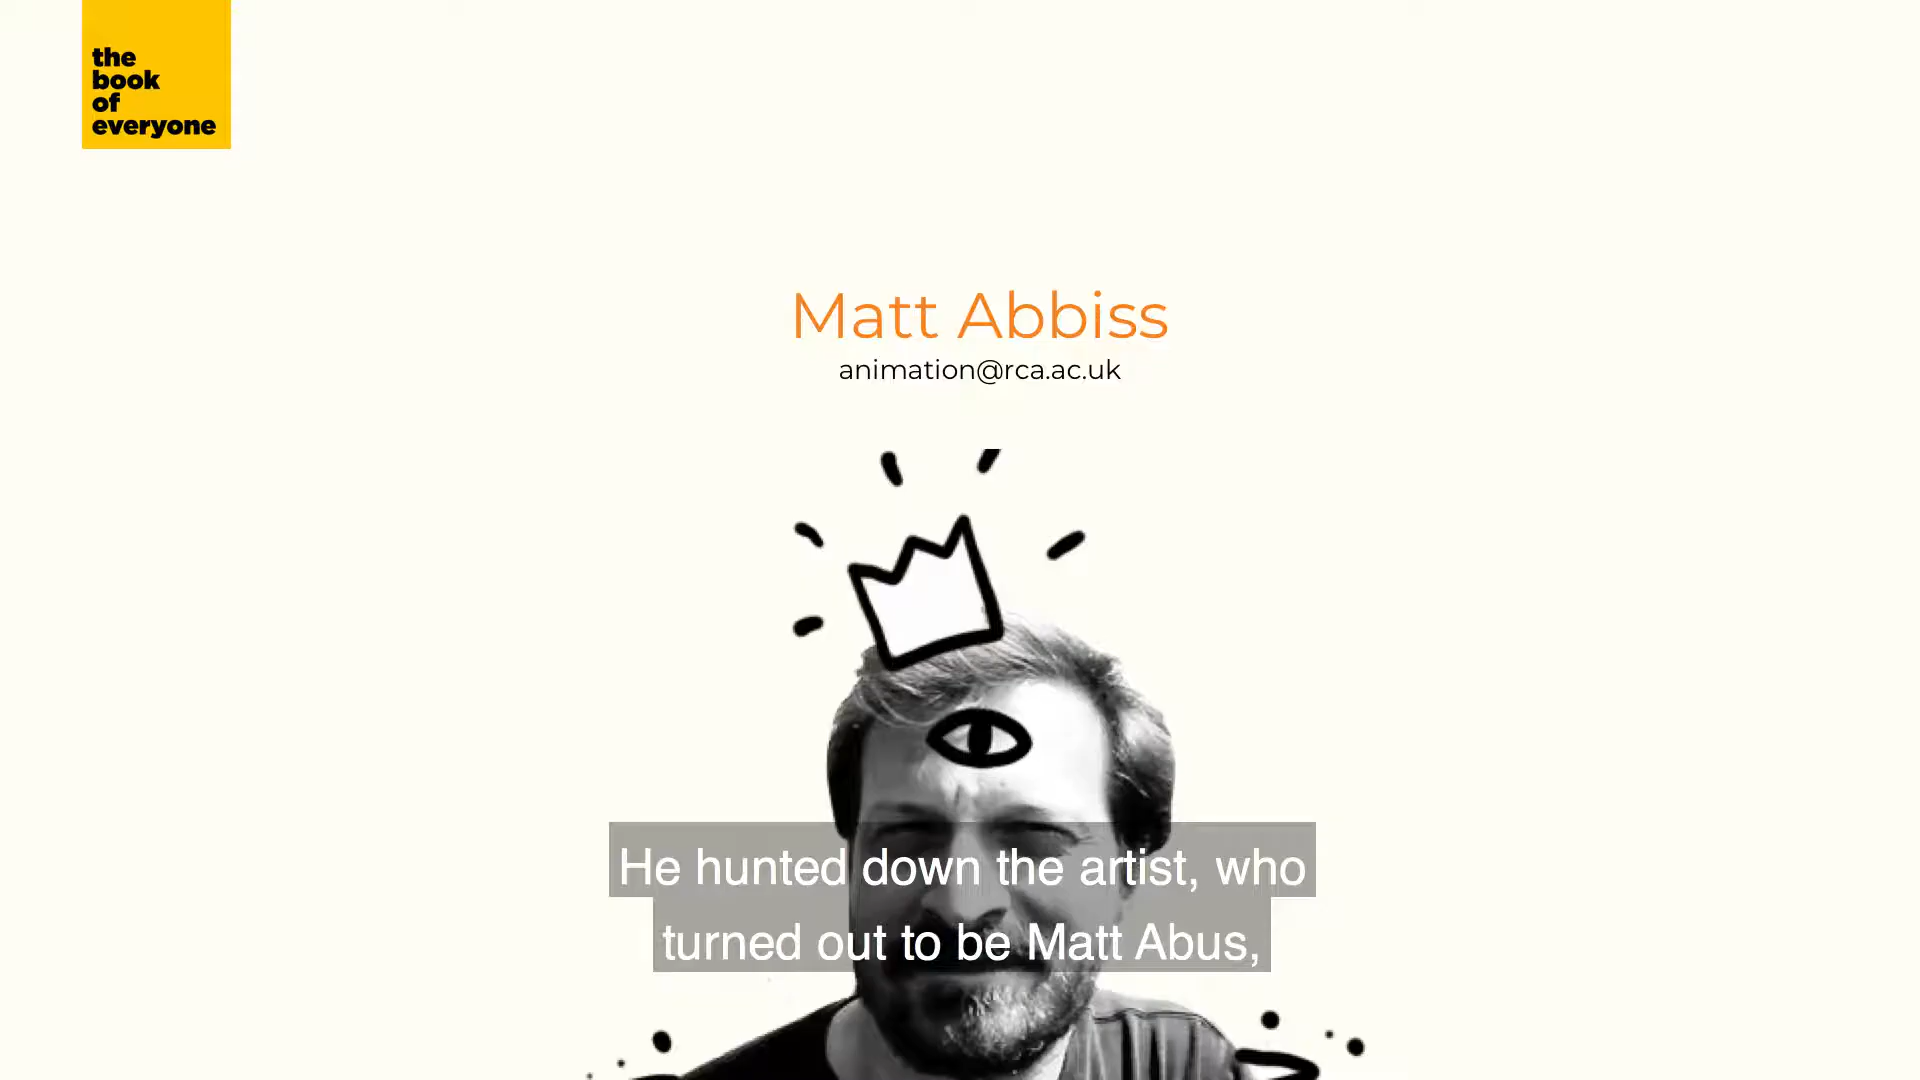 the
book
of
everyone
Matt Abbiss
animation@rca.ac.uk
He hunted down the artist, who
turned out to be Matt Abus,